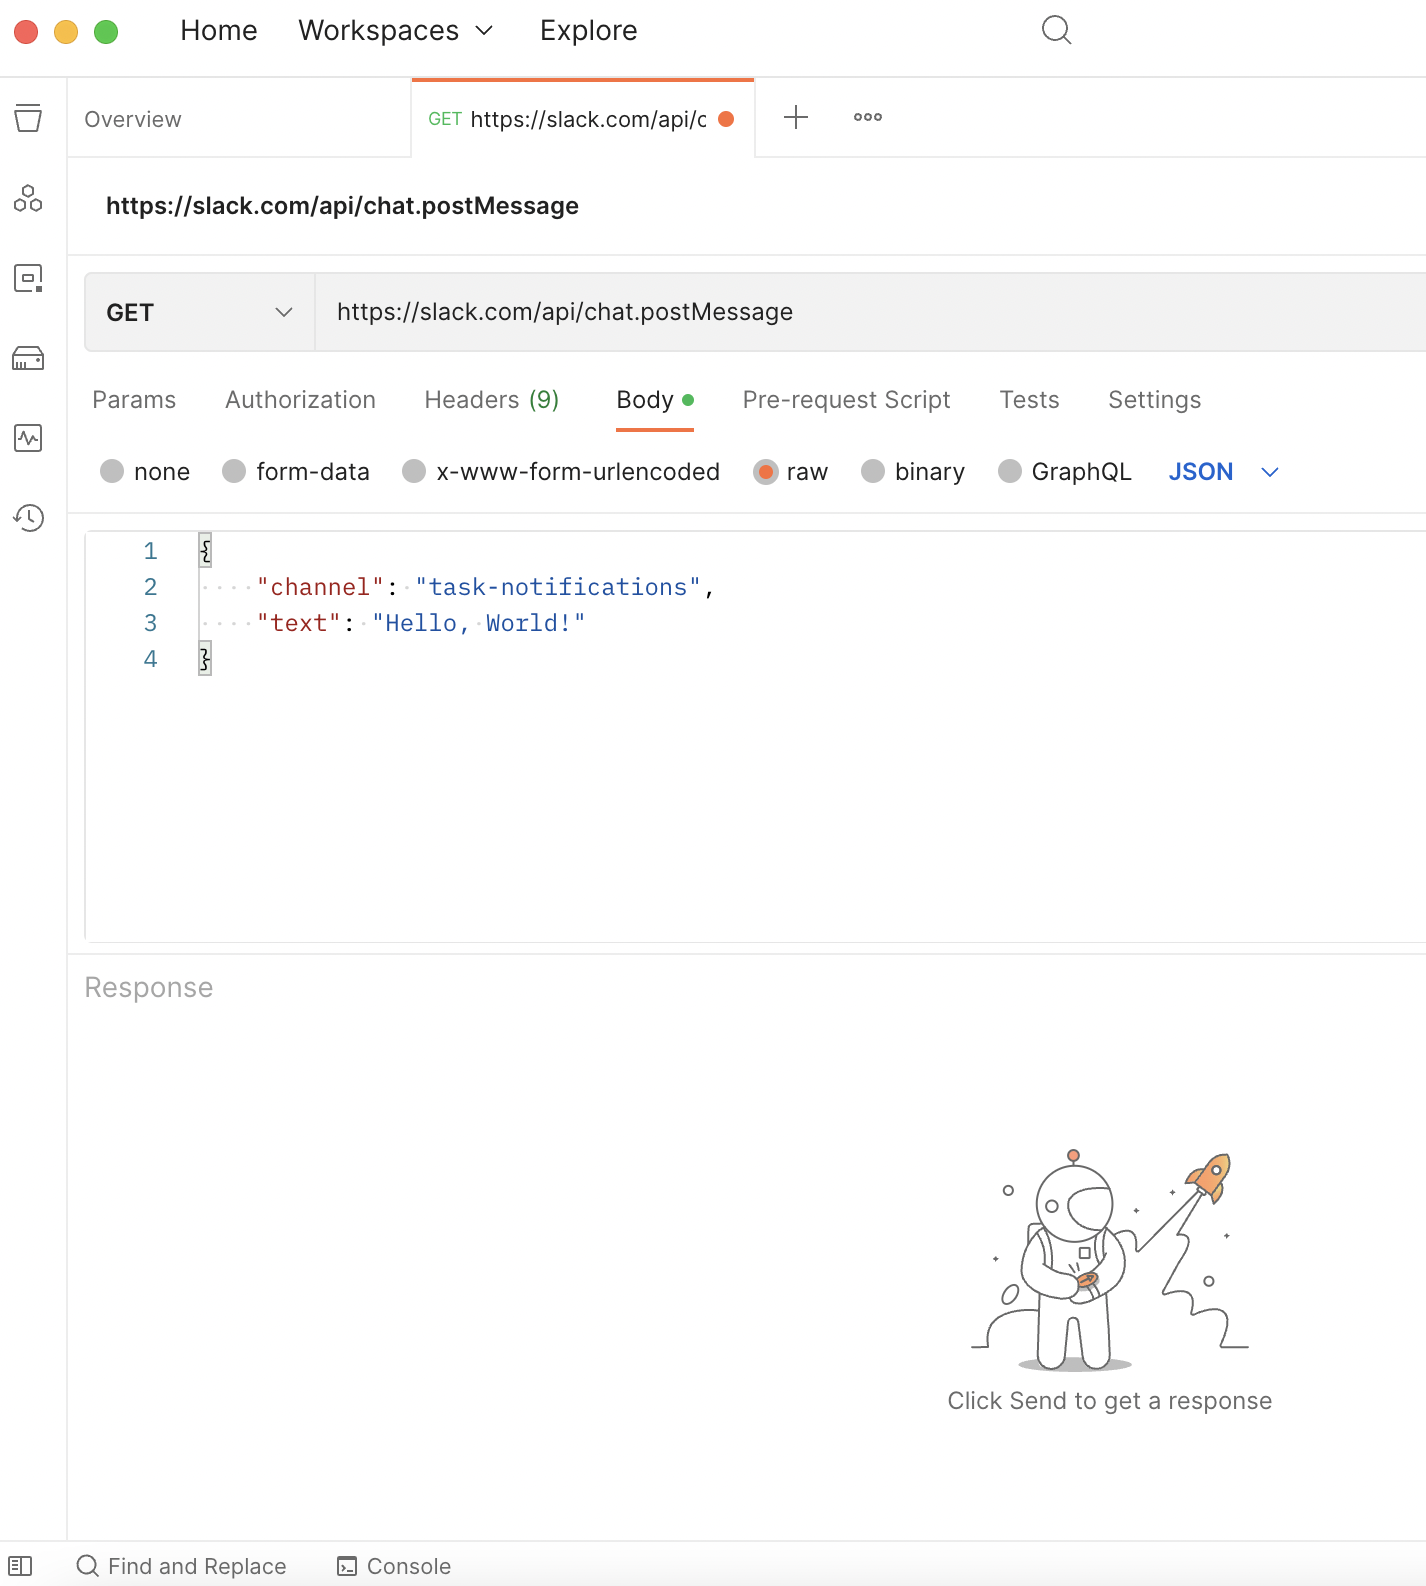 Home Workspaces Explore
Overview GET https://slack.com/api/c
https://slack.com/api/chat.postMessage
GET https://slack.com/api/chat.postMessage
Params Authorization Headers (9) Body Pre-request Script Tests Settings
none form-data x-www-form-urlencoded raw binary GraphQL JSON
1 {
2 "channel": "task-notifications",
3 "text": "Hello, World!"
4 }
Response
Click Send to get a response
Find and Replace Console